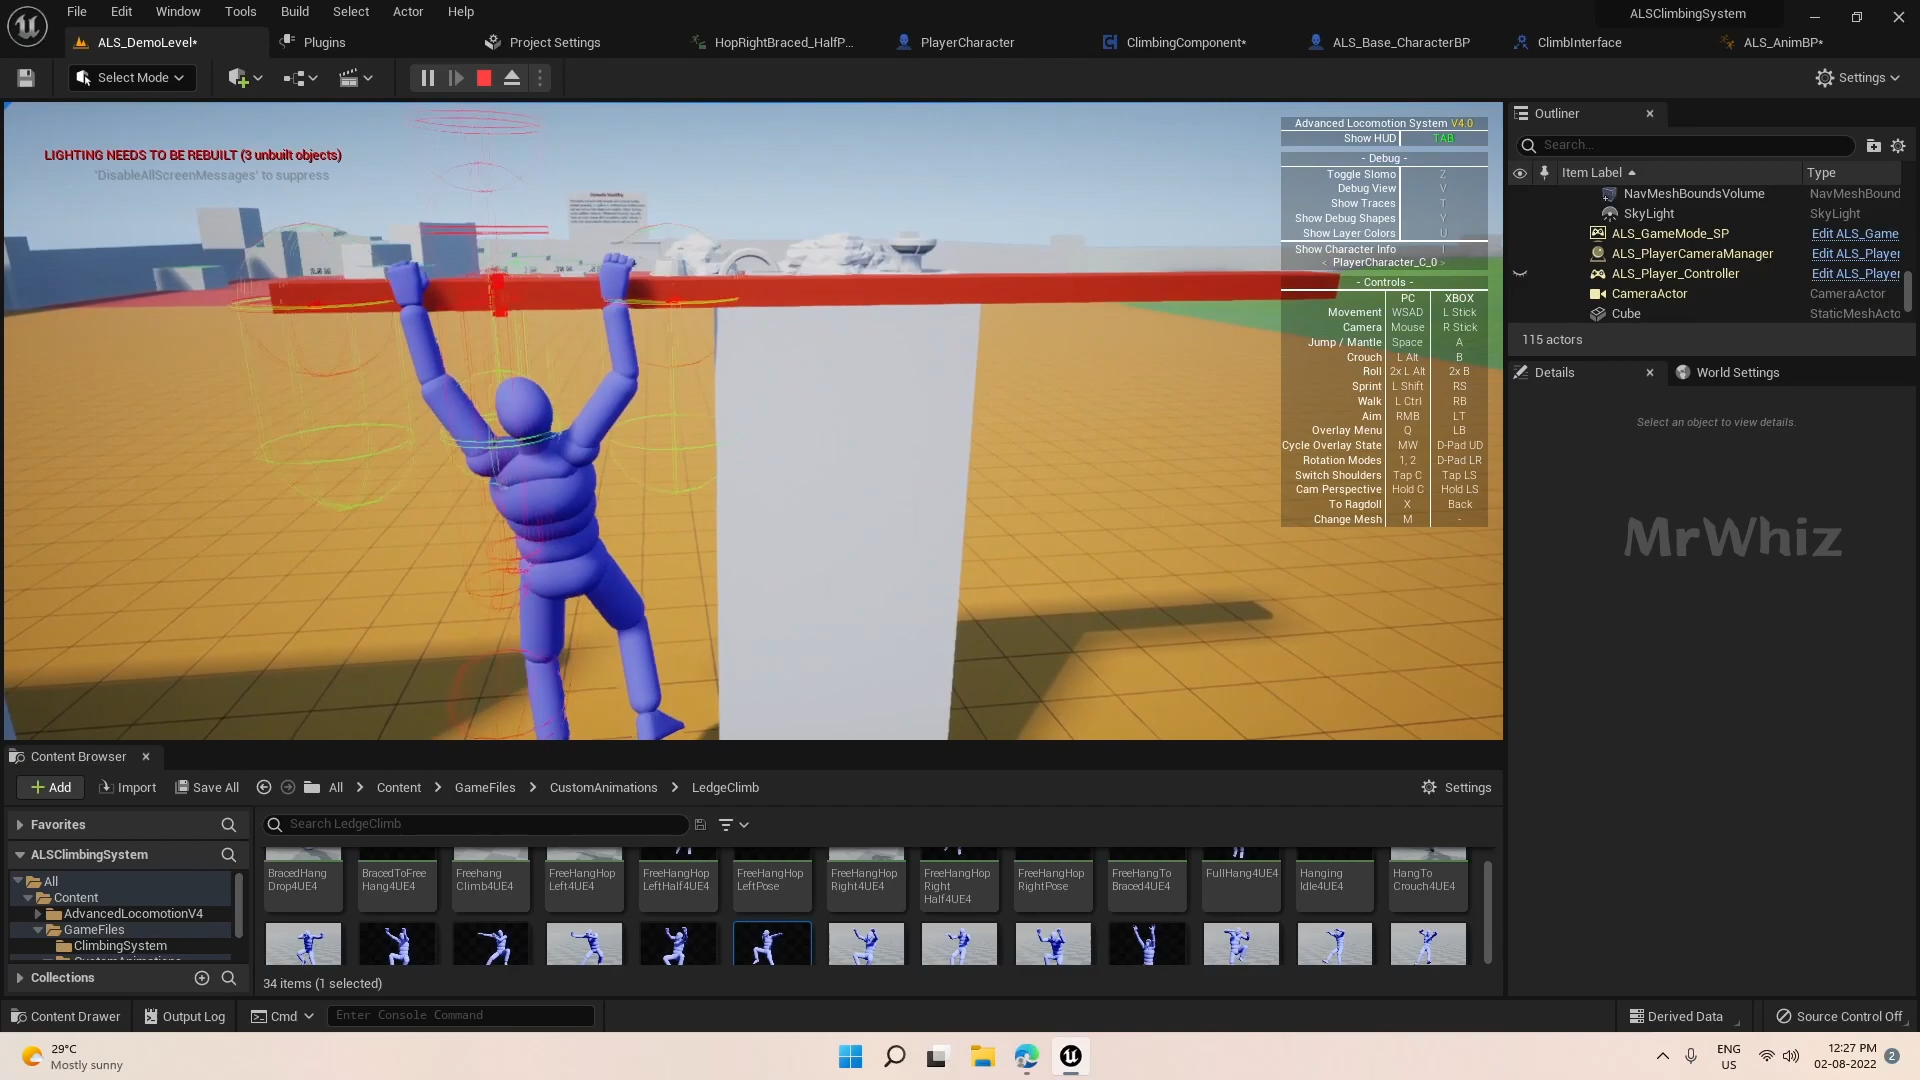 File Edit Window Tools Build Select Actor Help
ALSClimbingSystem
ALS_DemoLevel*
Plugins
Project Settings
HopRightBraced_HalfP...
PlayerCharacter
ClimbingComponent*
ALS_Base_CharacterBP
ClimbInterface
ALS_AnimBP*
Select Mode
Settings
LIGHTING NEEDS TO BE REBUILT (3 unbuilt objects)
'DisableAllScreenMessages' to suppress
Advanced Locomotion System V4.0
Show HUD TAB
- Debug -
Toggle Slomo Z
Debug View V
Show Traces T
Show Debug Shapes Y
Show Layer Colors U
Show Character Info I
< PlayerCharacter_C_0 >
- Controls -
PC XBOX
Movement WSAD L Stick
Camera Mouse R Stick
Jump / Mantle Space A
Crouch L Alt B
Roll 2x L Alt 2x B
Sprint L Shift RS
Walk L Ctrl RB
Aim RMB LT
Overlay Menu Q LB
Cycle Overlay State MW D-Pad UD
Rotation Modes 1, 2 D-Pad LR
Switch Shoulders Tap C Tap LS
Cam Perspective Hold C Hold LS
To Ragdoll X Back
Change Mesh M -
Outliner
Search...
Item Label Type
NavMeshBoundsVolume NavMeshBound
SkyLight SkyLight
ALS_GameMode_SP Edit ALS_Game
ALS_PlayerCameraManager Edit ALS_Player
ALS_Player_Controller Edit ALS_Player
CameraActor CameraActor
Cube StaticMeshActo
115 actors
Details
World Settings
Select an object to view details.
MrWhiz
Content Browser
Add
Import
Save All
All > Content > GameFiles > CustomAnimations > LedgeClimb
Settings
Favorites
Search LedgeClimb
ALSClimbingSystem
All
Content
AdvancedLocomotionV4
GameFiles
ClimbingSystem
CustomAnimations
Collections
BracedHang
Drop4UE4
BracedToFree
Hang4UE4
Freehang
Climb4UE4
FreeHangHop
Left4UE4
FreeHangHop
LeftHalf4UE4
FreeHangHop
LeftPose
FreeHangHop
Right4UE4
FreeHangHop
Right
Half4UE4
FreeHangHop
RightPose
FreeHangTo
Braced4UE4
FullHang4UE4
Hanging
Idle4UE4
HangTo
Crouch4UE4
34 items (1 selected)
Content Drawer
Output Log
Cmd
Enter Console Command
Derived Data
Source Control Off
29°C
Mostly sunny
ENG
US
12:27 PM
02-08-2022
2